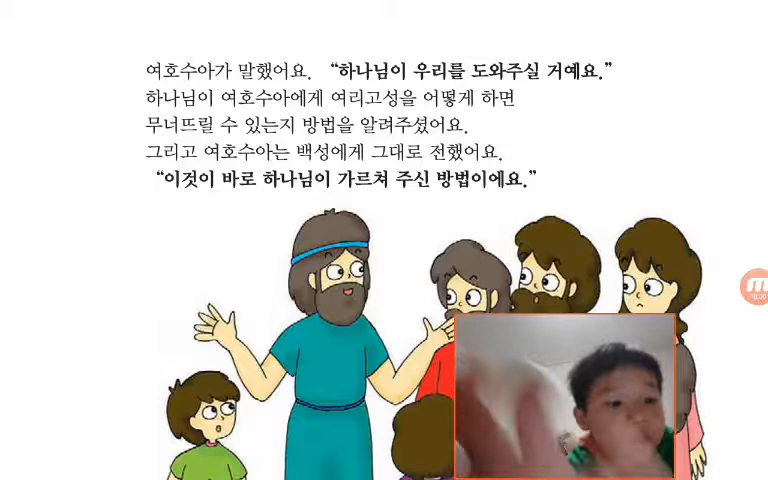 여호수아가 말했어요. “하나님이 우리를 도와주실 거예요.”
하나님이 여호수아에게 여리고성을 어떻게 하면
무너뜨릴 수 있는지 방법을 알려주셨어요.
그리고 여호수아는 백성에게 그대로 전했어요.
“이것이 바로 하나님이 가르쳐 주신 방법이에요.”